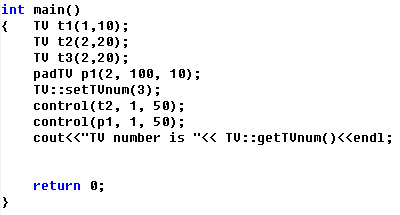 int main()
{   TV t1(1,10);
    TV t2(2,20);
    TV t3(2,20);
    padTV p1(2, 100, 10);
    TV::setTVnum(3);
    control(t2, 1, 50);
    control(p1, 1, 50);
    cout<<"TV number is "<< TV::getTVnum()<<endl;
    return 0;
}